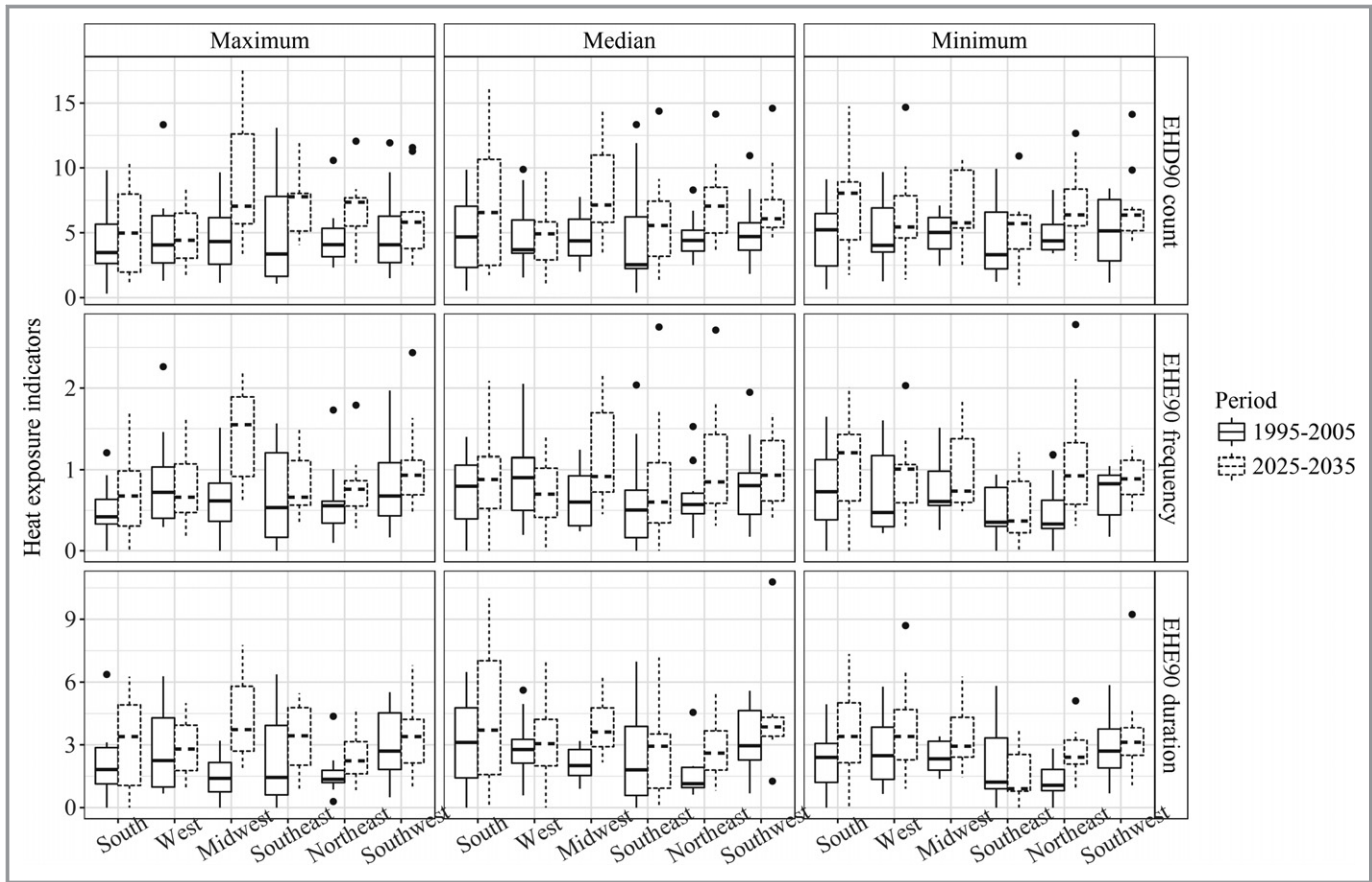 Maximum Median Minimum
Heat exposure indicators
15
10
5
0
EHD90 count
2
1
0
EHE90 frequency
9
6
3
0
EHE90 duration
South West Midwest Southeast Northeast Southwest South West Midwest Southeast Northeast Southwest South West Midwest Southeast Northeast Southwest
Period
1995-2005
2025-2035